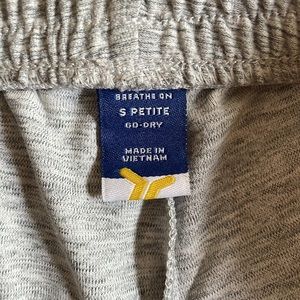 BREATHE ON
S PETITE
GO-DRY
MADE IN
VIETNAM